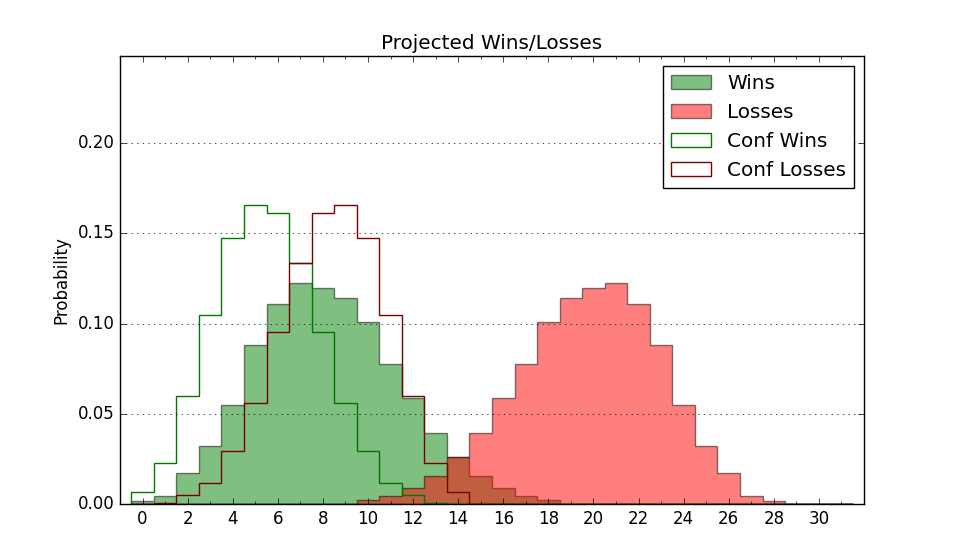 Projected Wins/Losses
Wins
Losses
Conf Wins
Conf Losses
Probability
0.20
0.15
0.10
0.05
0.00
0 2 4 6 8 10 12 14 16 18 20 22 24 26 28 30